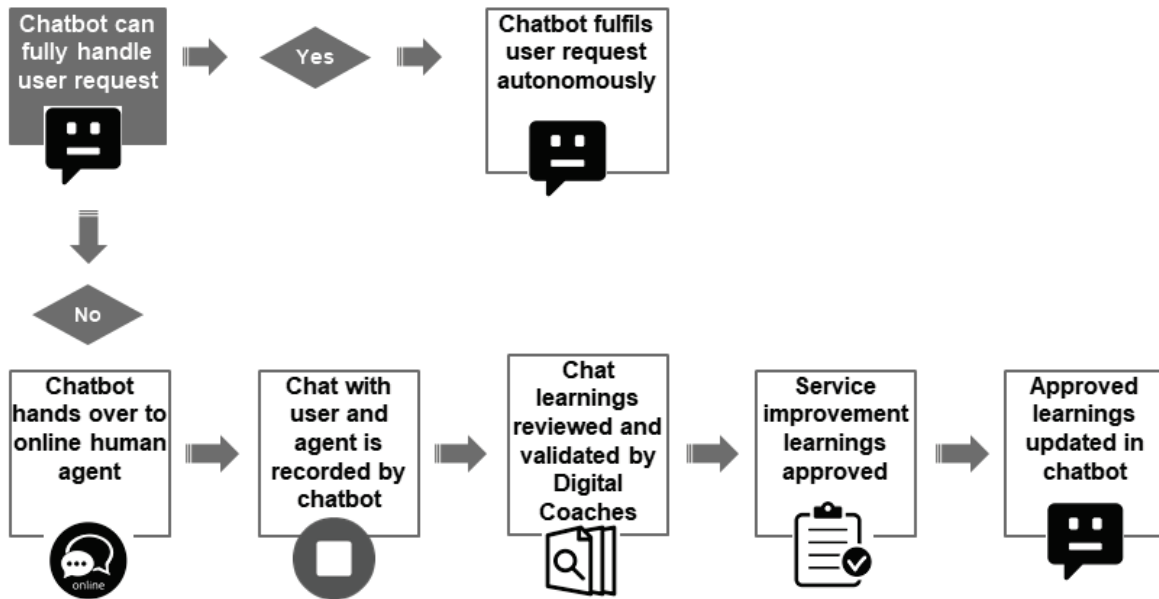 Chatbot can
fully handle
user request
Yes
Chatbot fulfils
user request
autonomously
No
Chatbot
hands over to
online human
agent
online
Chat with
user and
agent is
recorded by
chatbot
Chat
learnings
reviewed and
validated by
Digital
Coaches
Service
improvement
learnings
approved
Approved
learnings
updated in
chatbot